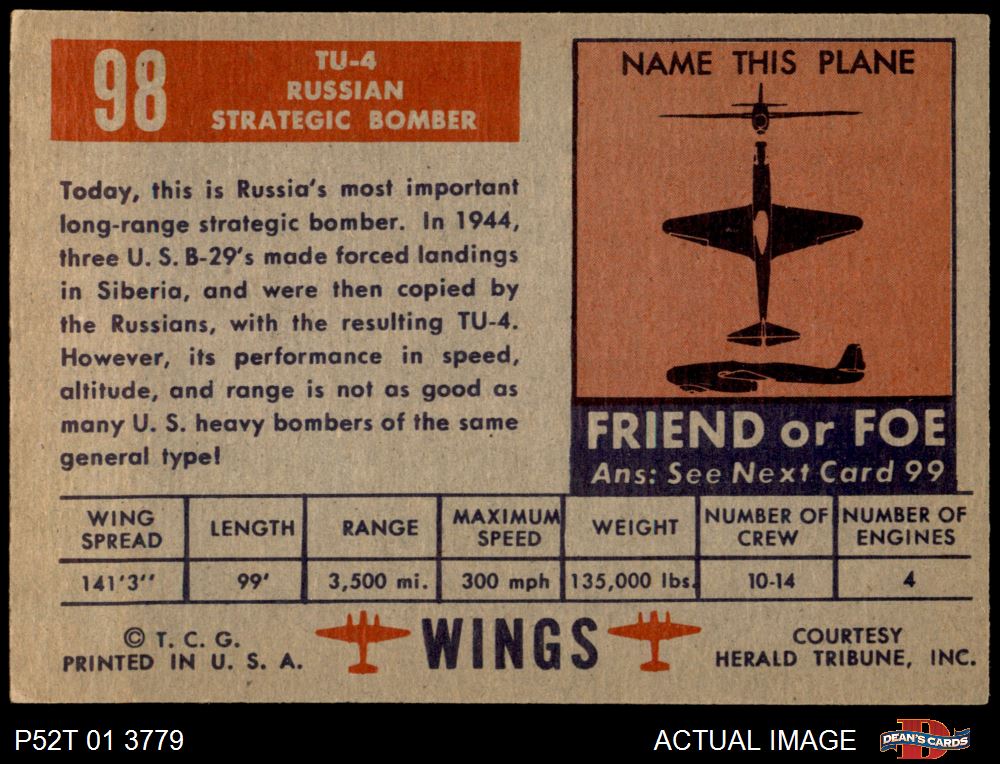 98
TU-4
RUSSIAN
STRATEGIC BOMBER
Today, this is Russia's most important
long-range strategic bomber. In 1944,
three U. S. B-29's made forced landings
in Siberia, and were then copied by
the Russians, with the resulting TU-4.
However, its performance in speed,
altitude, and range is not as good as
many U. S. heavy bombers of the same
general type!
NAME THIS PLANE
FRIEND or FOE
Ans: See Next Card 99
WING SPREAD
LENGTH
RANGE
MAXIMUM SPEED
WEIGHT
NUMBER OF CREW
NUMBER OF ENGINES
141'3''
99'
3,500 mi.
300 mph
135,000 lbs.
10-14
4
© T. C. G.
PRINTED IN U. S. A.
WINGS
COURTESY
HERALD TRIBUNE, INC.
P52T 01 3779
ACTUAL IMAGE
D
DEAN'S CARDS